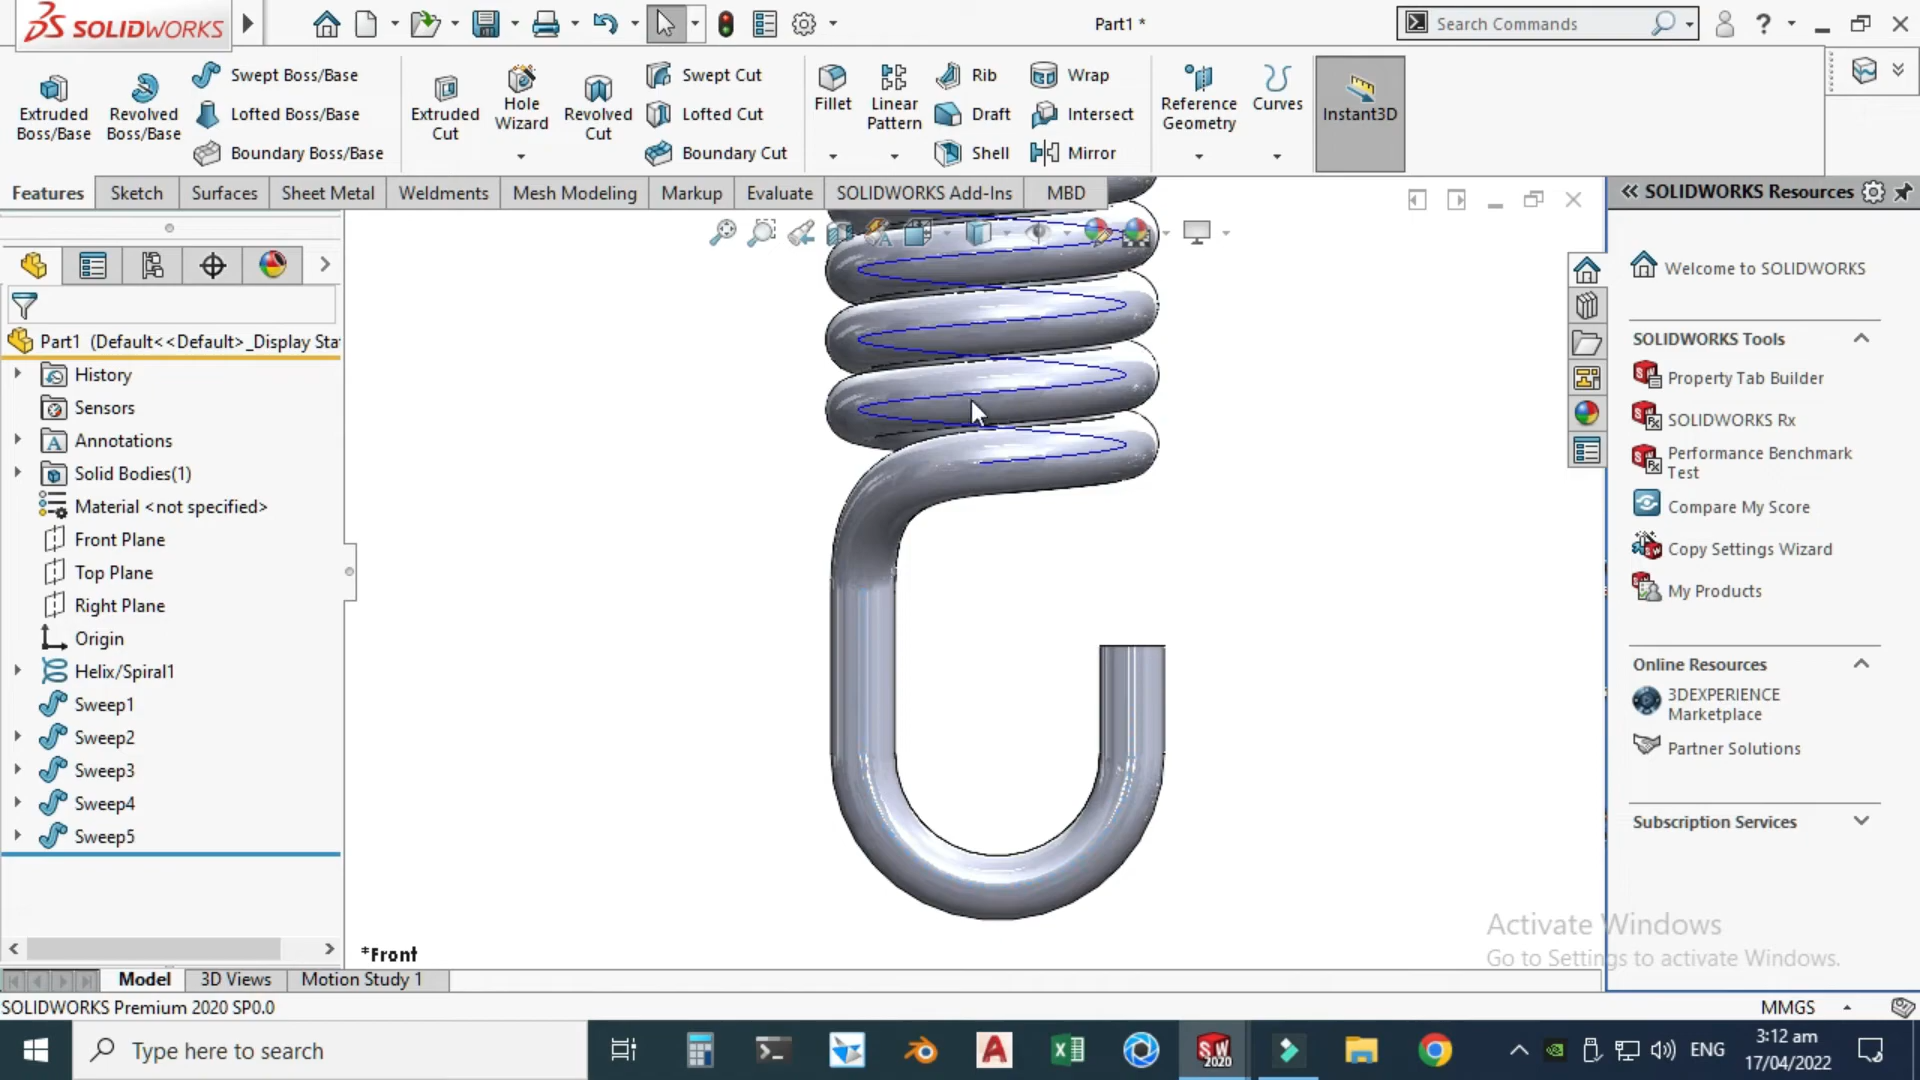 SOLIDWORKS
Part1 *
Search Commands
Extruded Boss/Base
Revolved Boss/Base
Swept Boss/Base
Lofted Boss/Base
Boundary Boss/Base
Extruded Cut
Hole Wizard
Revolved Cut
Swept Cut
Lofted Cut
Boundary Cut
Fillet
Linear Pattern
Rib
Draft
Shell
Wrap
Intersect
Mirror
Reference Geometry
Curves
Instant3D
Features
Sketch
Surfaces
Sheet Metal
Weldments
Mesh Modeling
Markup
Evaluate
SOLIDWORKS Add-Ins
MBD
Part1 (Default<<Default>_Display Sta
History
Sensors
Annotations
Solid Bodies(1)
Material <not specified>
Front Plane
Top Plane
Right Plane
Origin
Helix/Spiral1
Sweep1
Sweep2
Sweep3
Sweep4
Sweep5
*Front
SOLIDWORKS Resources
Welcome to SOLIDWORKS
SOLIDWORKS Tools
Property Tab Builder
SOLIDWORKS Rx
Performance Benchmark
Test
Compare My Score
Copy Settings Wizard
My Products
Online Resources
3DEXPERIENCE
Marketplace
Partner Solutions
Subscription Services
Activate Windows
Go to Settings to activate Windows.
Model
3D Views
Motion Study 1
SOLIDWORKS Premium 2020 SP0.0
MMGS
Type here to search
SW
2020
ENG
3:12 am
17/04/2022